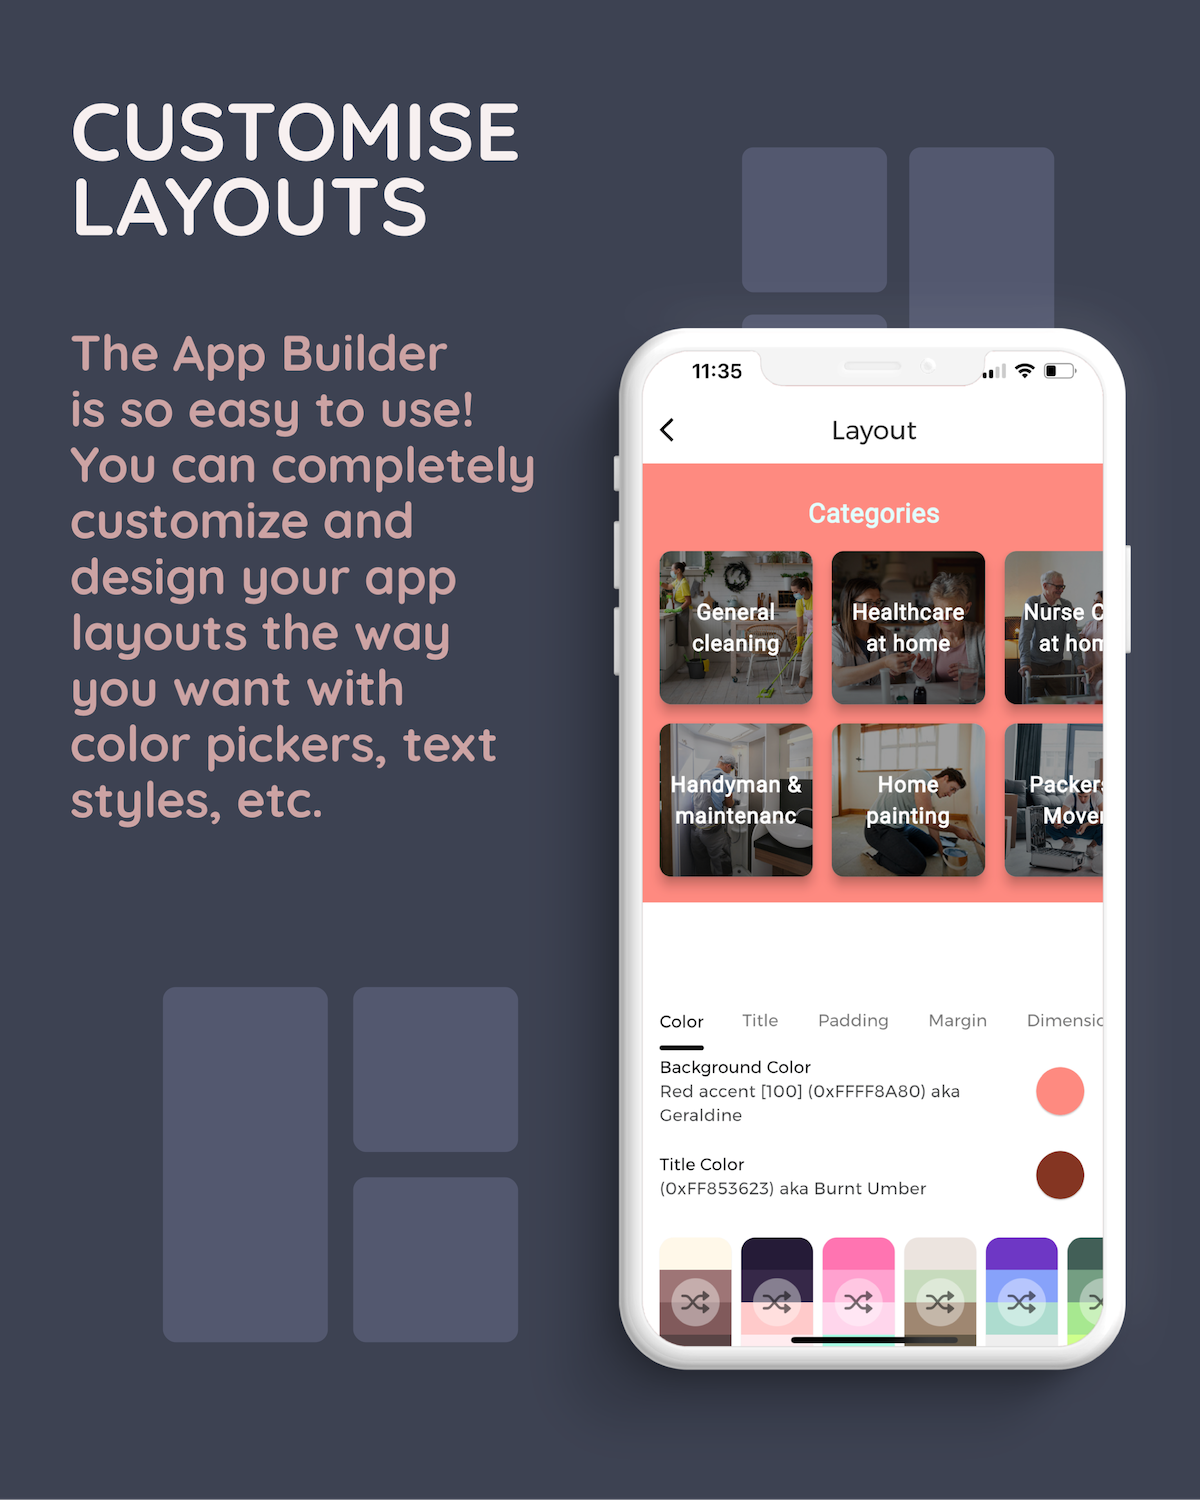 CUSTOMISE
LAYOUTS
The App Builder
is so easy to use!
You can completely
customize and
design your app
layouts the way
you want with
color pickers, text
styles, etc.
11:35
Layout
Categories
General
cleaning
Healthcare
at home
Nurse C
at hom
Handyman &
maintenanc
Home
painting
Packers
Mover
Color Title Padding Margin Dimensic
Background Color
Red accent [100] (0xFFFF8A80) aka
Geraldine
Title Color
(0xFF853623) aka Burnt Umber